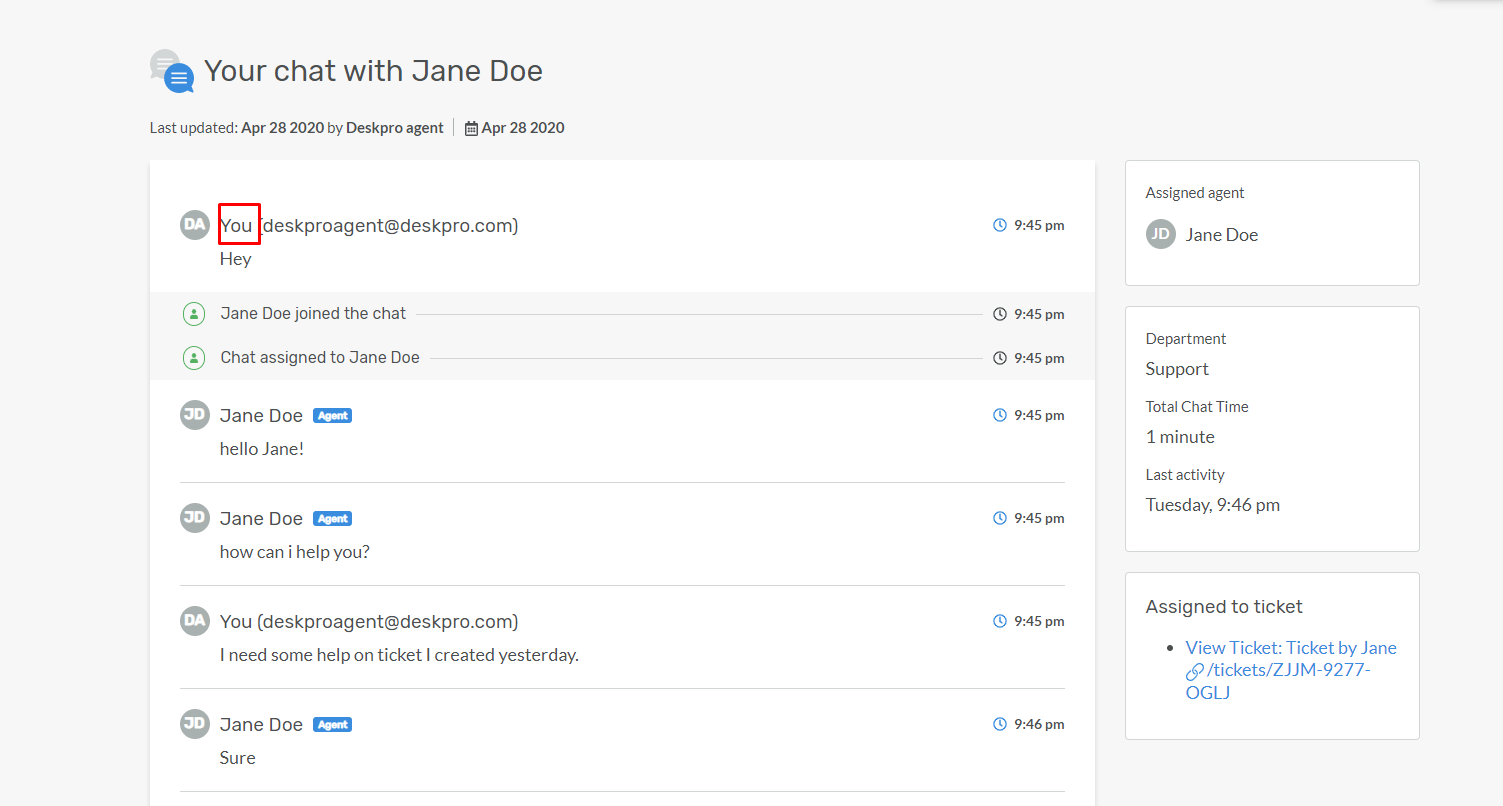 Your chat with Jane Doe
Last updated: Apr 28 2020 by Deskpro agent Apr 28 2020
DA You (deskproagent@deskpro.com) 9:45 pm
Hey
Jane Doe joined the chat 9:45 pm
Chat assigned to Jane Doe 9:45 pm
JD Jane Doe Agent 9:45 pm
hello Jane!
JD Jane Doe Agent 9:45 pm
how can i help you?
DA You (deskproagent@deskpro.com) 9:45 pm
I need some help on ticket I created yesterday.
JD Jane Doe Agent 9:46 pm
Sure
Assigned agent
JD Jane Doe
Department
Support
Total Chat Time
1 minute
Last activity
Tuesday, 9:46 pm
Assigned to ticket
View Ticket: Ticket by Jane
/tickets/ZJJM-9277-
OGLJ